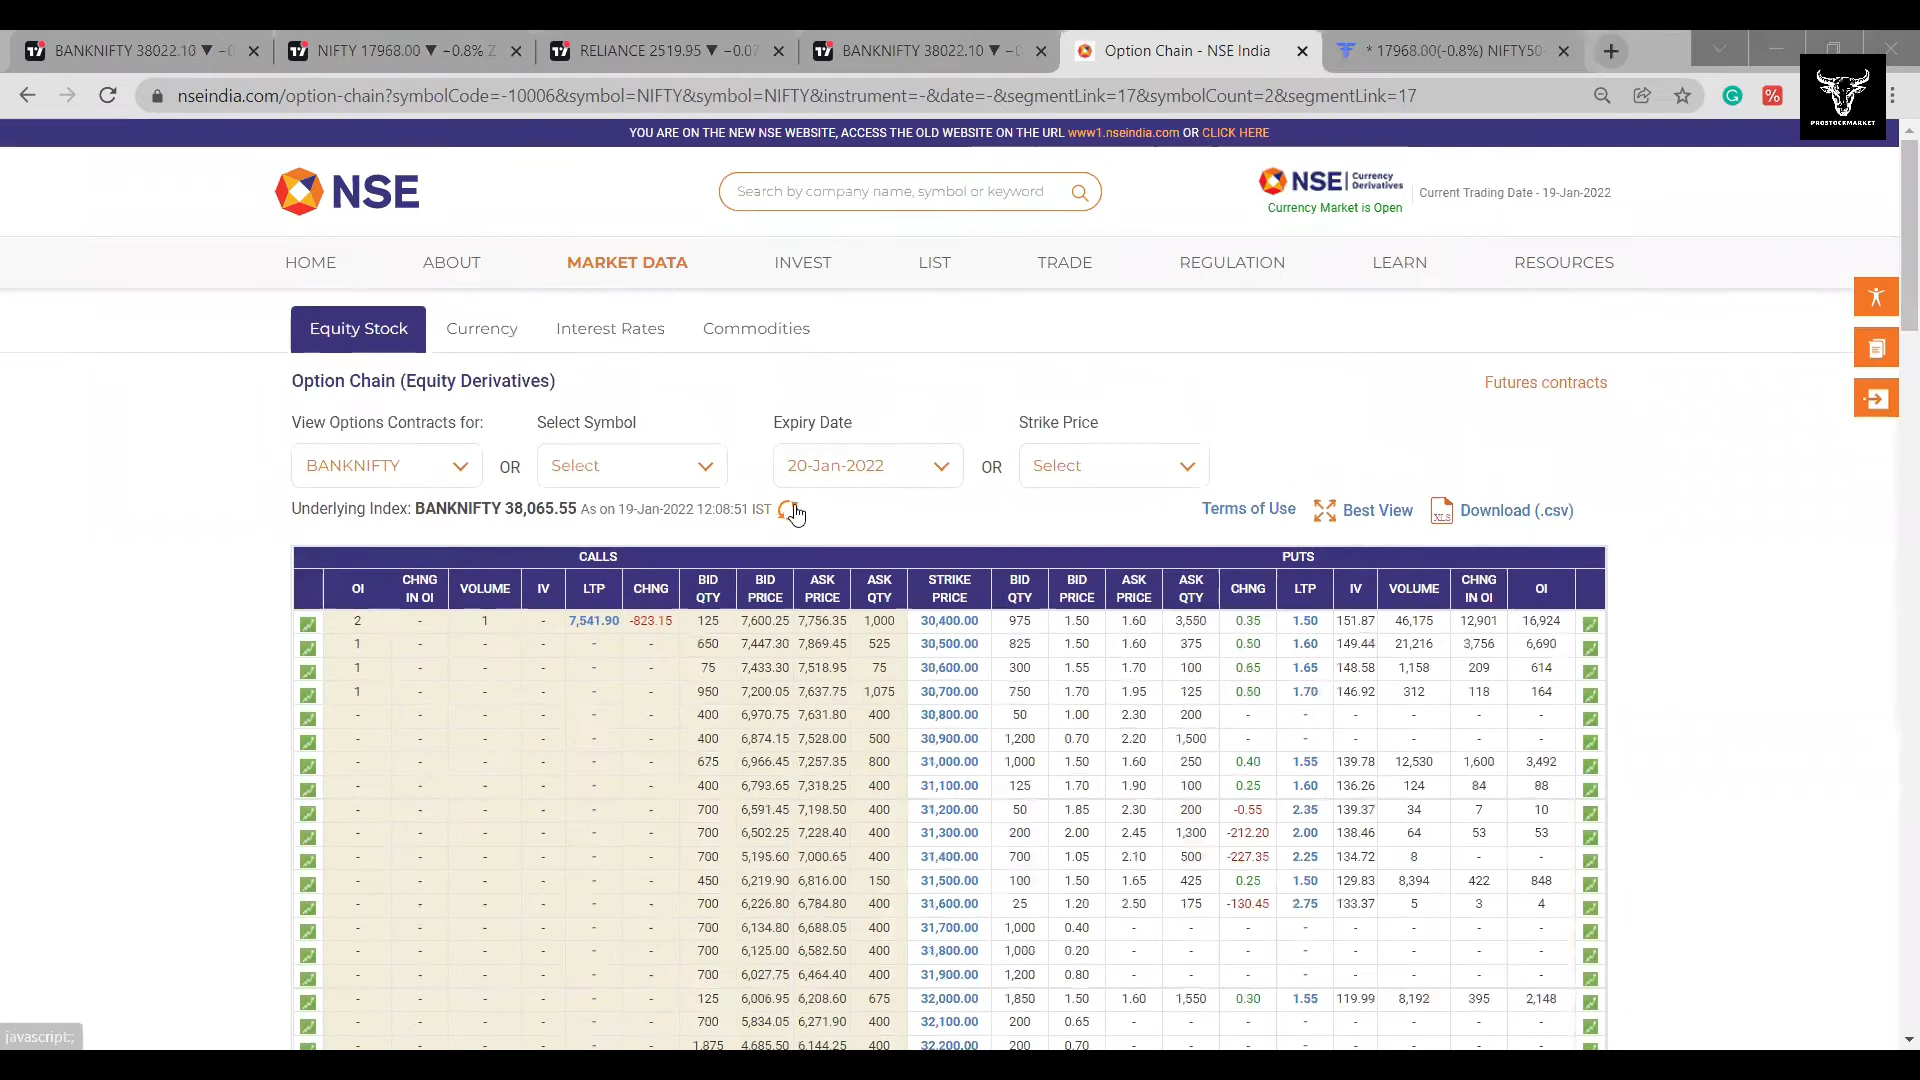 BANKNIFTY 38022.10 ▼ −0
NIFTY 17968.00 ▼ −0.8% Z
RELIANCE 2519.95 ▼ −0.07
BANKNIFTY 38022.10 ▼ −0
Option Chain - NSE India
* 17968.00(-0.8%) NIFTY50-
nseindia.com/option-chain?symbolCode=-10006&symbol=NIFTY&symbol=NIFTY&instrument=-&date=-&segmentLink=17&symbolCount=2&segmentLink=17
PROSTOCKMARKET
YOU ARE ON THE NEW NSE WEBSITE, ACCESS THE OLD WEBSITE ON THE URL www1.nseindia.com OR CLICK HERE
NSE
Search by company name, symbol or keyword
NSE Currency Derivatives
Currency Market is Open
Current Trading Date - 19-Jan-2022
HOME ABOUT MARKET DATA INVEST LIST TRADE REGULATION LEARN RESOURCES
Equity Stock Currency Interest Rates Commodities
Option Chain (Equity Derivatives)
Futures contracts
View Options Contracts for: Select Symbol Expiry Date Strike Price
BANKNIFTY OR Select 20-Jan-2022 OR Select
Underlying Index: BANKNIFTY 38,065.55 As on 19-Jan-2022 12:08:51 IST
Terms of Use Best View XLS Download (.csv)
CALLS PUTS
OI CHNG IN OI VOLUME IV LTP CHNG BID QTY BID PRICE ASK PRICE ASK QTY STRIKE PRICE BID QTY BID PRICE ASK PRICE ASK QTY CHNG LTP IV VOLUME CHNG IN OI OI
2 - 1 - 7,541.90 -823.15 125 7,600.25 7,756.35 1,000 30,400.00 975 1.50 1.60 3,550 0.35 1.50 151.87 46,175 12,901 16,924
1 - - - - - 650 7,447.30 7,869.45 525 30,500.00 825 1.50 1.60 375 0.50 1.60 149.44 21,216 3,756 6,690
1 - - - - - 75 7,433.30 7,518.95 75 30,600.00 300 1.55 1.70 100 0.65 1.65 148.58 1,158 209 614
1 - - - - - 950 7,200.05 7,637.75 1,075 30,700.00 750 1.70 1.95 125 0.50 1.70 146.92 312 118 164
- - - - - - 400 6,970.75 7,631.80 400 30,800.00 50 1.00 2.30 200 - - - - - -
- - - - - - 400 6,874.15 7,528.00 500 30,900.00 1,200 0.70 2.20 1,500 - - - - - -
- - - - - - 675 6,966.45 7,257.35 800 31,000.00 1,000 1.50 1.60 250 0.40 1.55 139.78 12,530 1,600 3,492
- - - - - - 400 6,793.65 7,318.25 400 31,100.00 125 1.70 1.90 100 0.25 1.60 136.26 124 84 88
- - - - - - 700 6,591.45 7,198.50 400 31,200.00 50 1.85 2.30 200 -0.55 2.35 139.37 34 7 10
- - - - - - 700 6,502.25 7,228.40 400 31,300.00 200 2.00 2.45 1,300 -212.20 2.00 138.46 64 53 53
- - - - - - 700 5,195.60 7,000.65 400 31,400.00 700 1.05 2.10 500 -227.35 2.25 134.72 8 - -
- - - - - - 450 6,219.90 6,816.00 150 31,500.00 100 1.50 1.65 425 0.25 1.50 129.83 8,394 422 848
- - - - - - 700 6,226.80 6,784.80 400 31,600.00 25 1.20 2.50 175 -130.45 2.75 133.37 5 3 4
- - - - - - 700 6,134.80 6,688.05 400 31,700.00 1,000 0.40 - - - - - - - -
- - - - - - 700 6,125.00 6,582.50 400 31,800.00 1,000 0.20 - - - - - - - -
- - - - - - 700 6,027.75 6,464.40 400 31,900.00 1,200 0.80 - - - - - - - -
- - - - - - 125 6,006.95 6,208.60 675 32,000.00 1,850 1.50 1.60 1,550 0.30 1.55 119.99 8,192 395 2,148
- - - - - - 700 5,834.05 6,271.90 400 32,100.00 200 0.65 - - - - - - - -
- - - - - - 1,875 4,685.50 6,144.25 400 32,200.00 200 0.70 - - - - - - - -
javascript:;